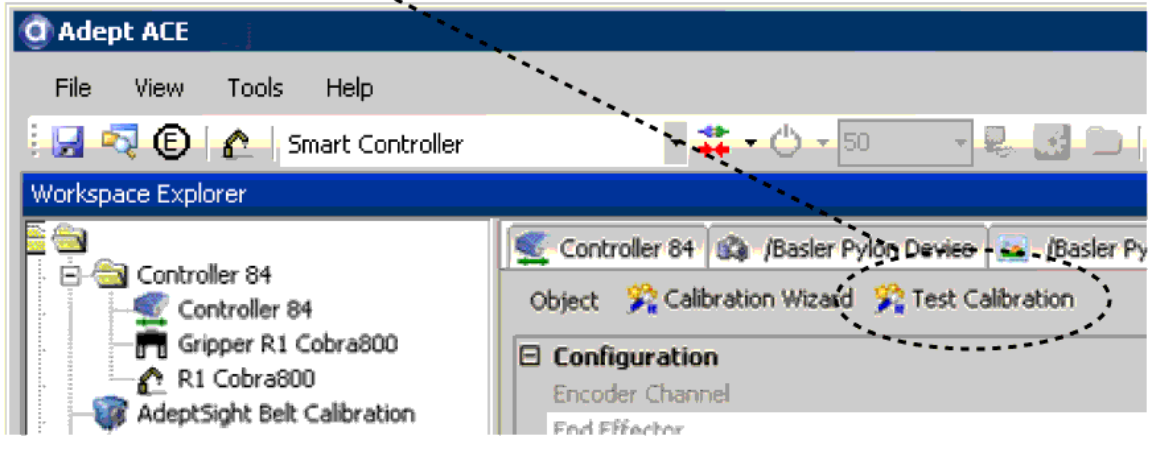 Adept ACE
File View Tools Help
E Smart Controller 50
Workspace Explorer
Controller 84 /Basler Pylon Device /Basler Py
Controller 84
Object Calibration Wizard Test Calibration
Controller 84
Gripper R1 Cobra800
Configuration
R1 Cobra800
Encoder Channel
AdeptSight Belt Calibration
End Effector